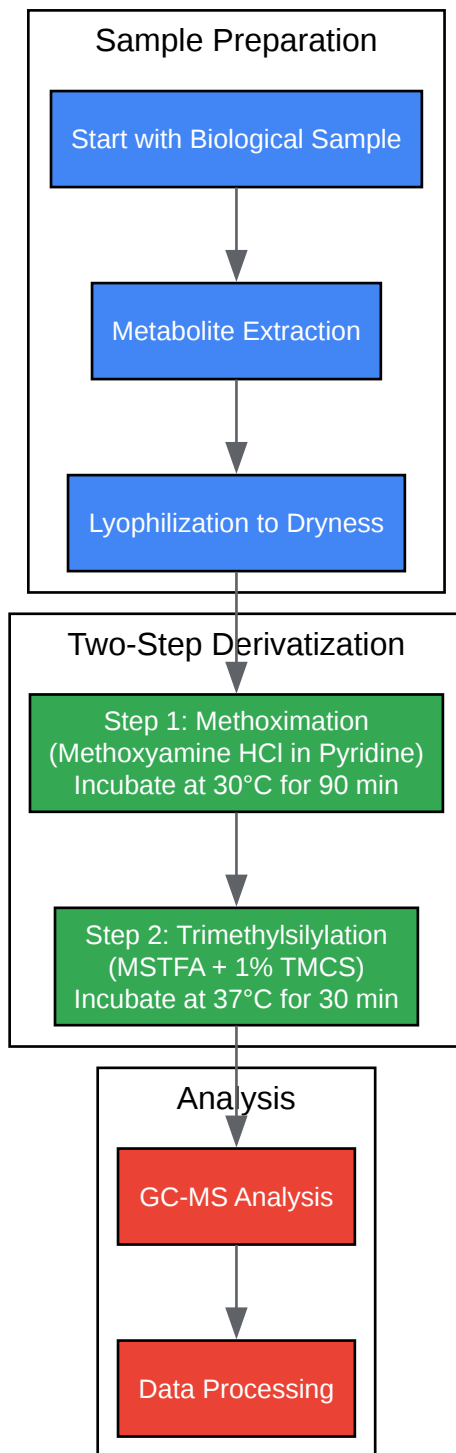 Sample Preparation
Start with Biological Sample
Metabolite Extraction
Lyophilization to Dryness
Two-Step Derivatization
Step 1: Methoximation
(Methoxyamine HCl in Pyridine)
Incubate at 30°C for 90 min
Step 2: Trimethylsilylation
(MSTFA + 1% TMCS)
Incubate at 37°C for 30 min
Analysis
GC-MS Analysis
Data Processing